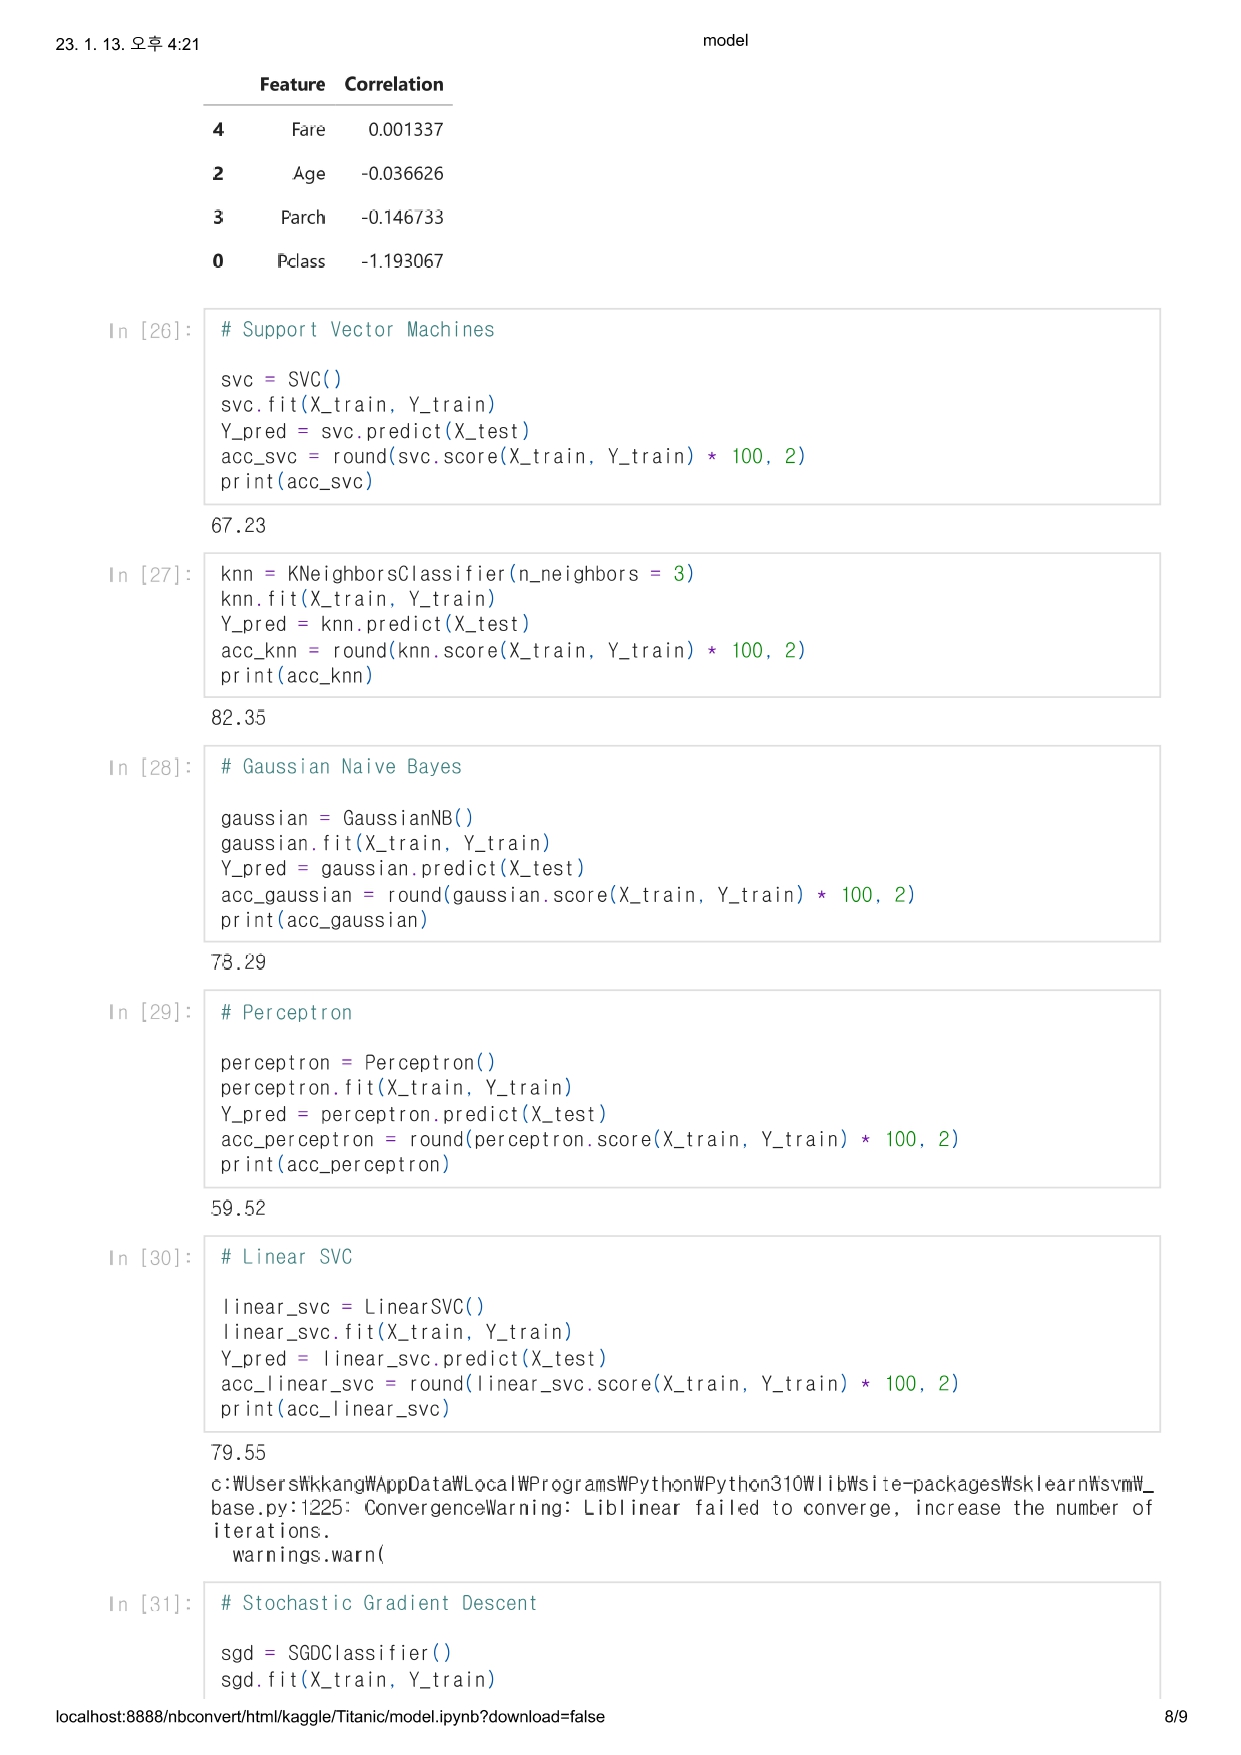 23. 1. 13. 오후 4:21
model
Feature Correlation
4 Fare 0.001337
2 Age -0.036626
3 Parch -0.146733
0 Pclass -1.193067
In [26]:
# Support Vector Machines
svc = SVC()
svc.fit(X_train, Y_train)
Y_pred = svc.predict(X_test)
acc_svc = round(svc.score(X_train, Y_train) * 100, 2)
print(acc_svc)
67.23
In [27]:
knn = KNeighborsClassifier(n_neighbors = 3)
knn.fit(X_train, Y_train)
Y_pred = knn.predict(X_test)
acc_knn = round(knn.score(X_train, Y_train) * 100, 2)
print(acc_knn)
82.35
In [28]:
# Gaussian Naive Bayes
gaussian = GaussianNB()
gaussian.fit(X_train, Y_train)
Y_pred = gaussian.predict(X_test)
acc_gaussian = round(gaussian.score(X_train, Y_train) * 100, 2)
print(acc_gaussian)
78.29
In [29]:
# Perceptron
perceptron = Perceptron()
perceptron.fit(X_train, Y_train)
Y_pred = perceptron.predict(X_test)
acc_perceptron = round(perceptron.score(X_train, Y_train) * 100, 2)
print(acc_perceptron)
59.52
In [30]:
# Linear SVC
linear_svc = LinearSVC()
linear_svc.fit(X_train, Y_train)
Y_pred = linear_svc.predict(X_test)
acc_linear_svc = round(linear_svc.score(X_train, Y_train) * 100, 2)
print(acc_linear_svc)
79.55
c:₩Users₩kkang₩AppData₩Local₩Programs₩Python₩Python310₩lib₩site-packages₩sklearn₩svm₩_
base.py:1225: ConvergenceWarning: Liblinear failed to converge, increase the number of
iterations.
warnings.warn(
In [31]:
# Stochastic Gradient Descent
sgd = SGDClassifier()
sgd.fit(X_train, Y_train)
localhost:8888/nbconvert/html/kaggle/Titanic/model.ipynb?download=false
8/9